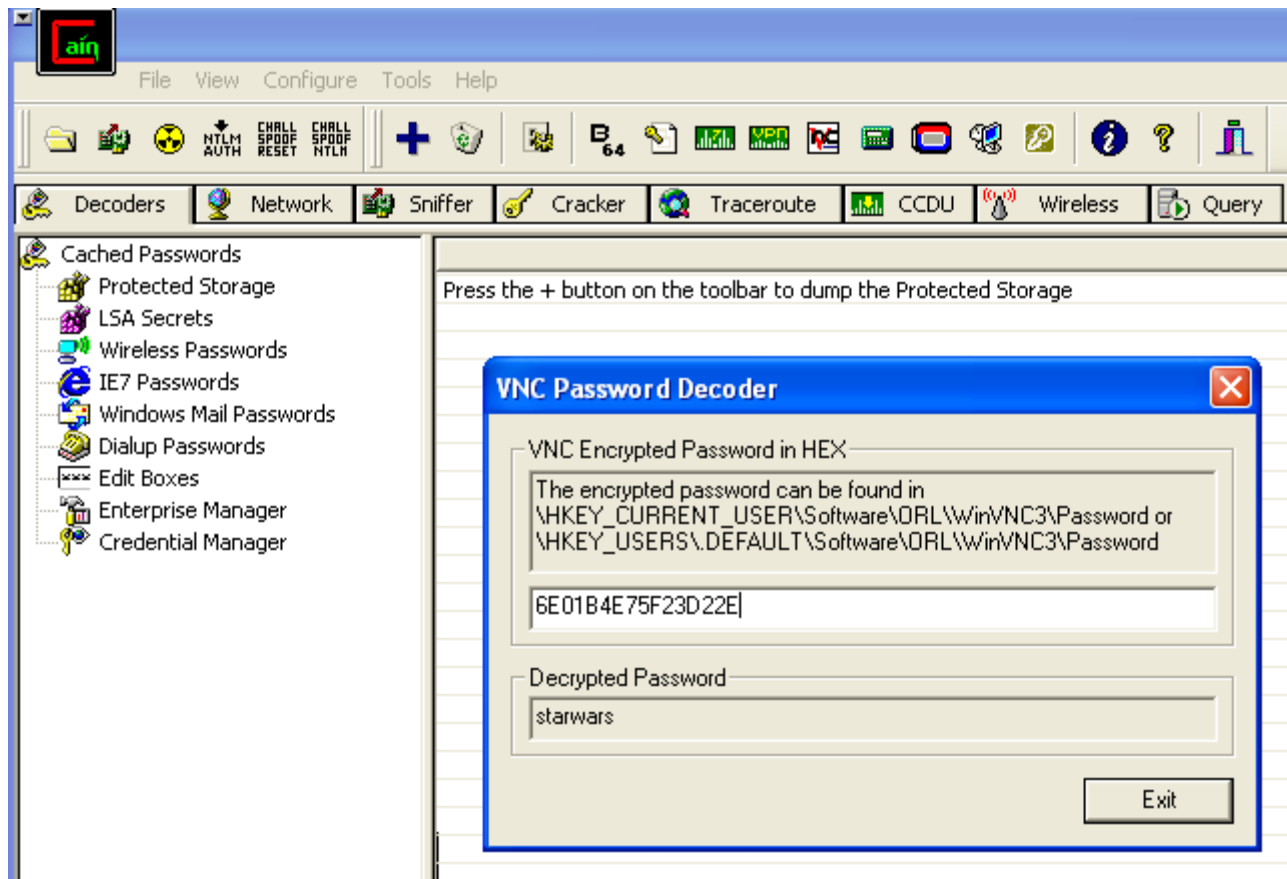 Cain
File View Configure Tools Help
NTLM AUTH CHALL SPOOF RESET CHALL SPOOF NTLM B 64
Decoders Network Sniffer Cracker Traceroute CCDU Wireless Query
Cached Passwords
Protected Storage
LSA Secrets
Wireless Passwords
IE7 Passwords
Windows Mail Passwords
Dialup Passwords
Edit Boxes
Enterprise Manager
Credential Manager
Press the + button on the toolbar to dump the Protected Storage
VNC Password Decoder
VNC Encrypted Password in HEX
The encrypted password can be found in
\HKEY_CURRENT_USER\Software\ORL\WinVNC3\Password or
\HKEY_USERS\.DEFAULT\Software\ORL\WinVNC3\Password
6E01B4E75F23D22E
Decrypted Password
starwars
Exit